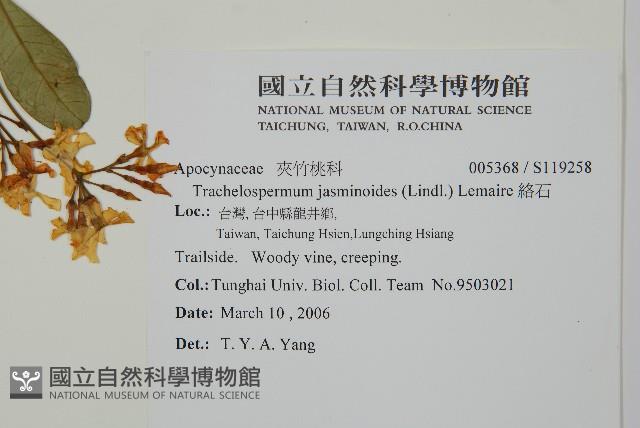 國立自然科學博物館
NATIONAL MUSEUM OF NATURAL SCIENCE
TAICHUNG, TAIWAN, R.O.CHINA
Apocynaceae 夾竹桃科 005368 / S119258
Trachelospermum jasminoides (Lindl.) Lemaire 絡石
Loc.: 台灣, 台中縣龍井鄉,
Taiwan, Taichung Hsien,Lungching Hsiang
Trailside. Woody vine, creeping.
Col.: Tunghai Univ. Biol. Coll. Team No.9503021
Date: March 10 , 2006
Det.: T. Y. A. Yang
國立自然科學博物館
NATIONAL MUSEUM OF NATURAL SCIENCE